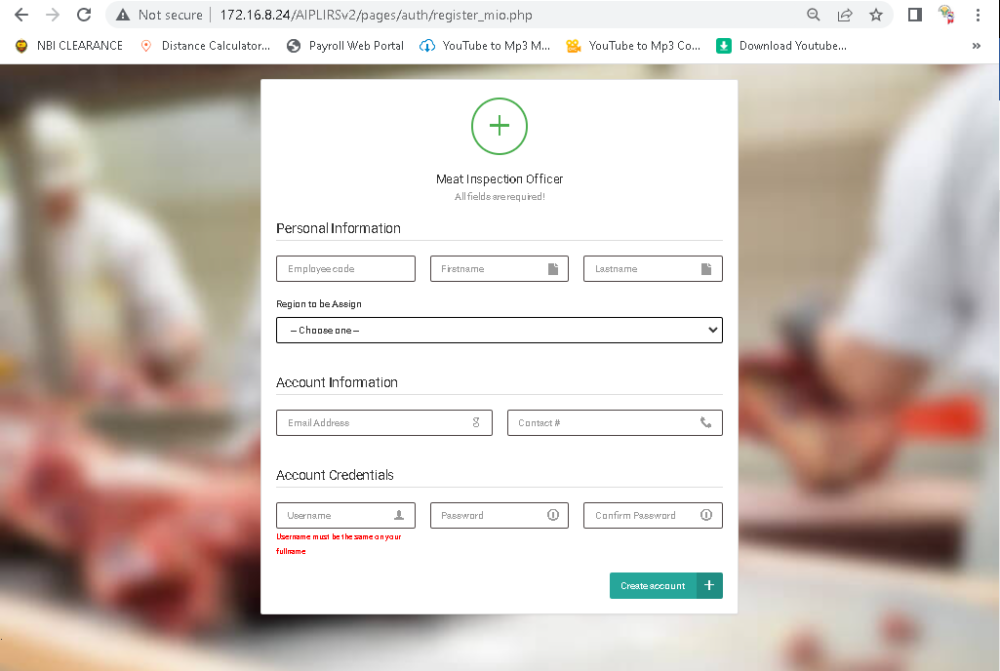 Not secure | 172.16.8.24/AIPLIRSv2/pages/auth/register_mio.php
NBI CLEARANCE Distance Calculator... Payroll Web Portal YouTube to Mp3 M... YouTube to Mp3 Co... Download Youtube... »
Meat Inspection Officer
All fields are required!
Personal Information
Employee code Firstname Lastname
Region to be Assign
-- Choose one --
Account Information
Email Address Contact #
Account Credentials
Username Password Confirm Password
Username must be the same on your
fullname
Create account +